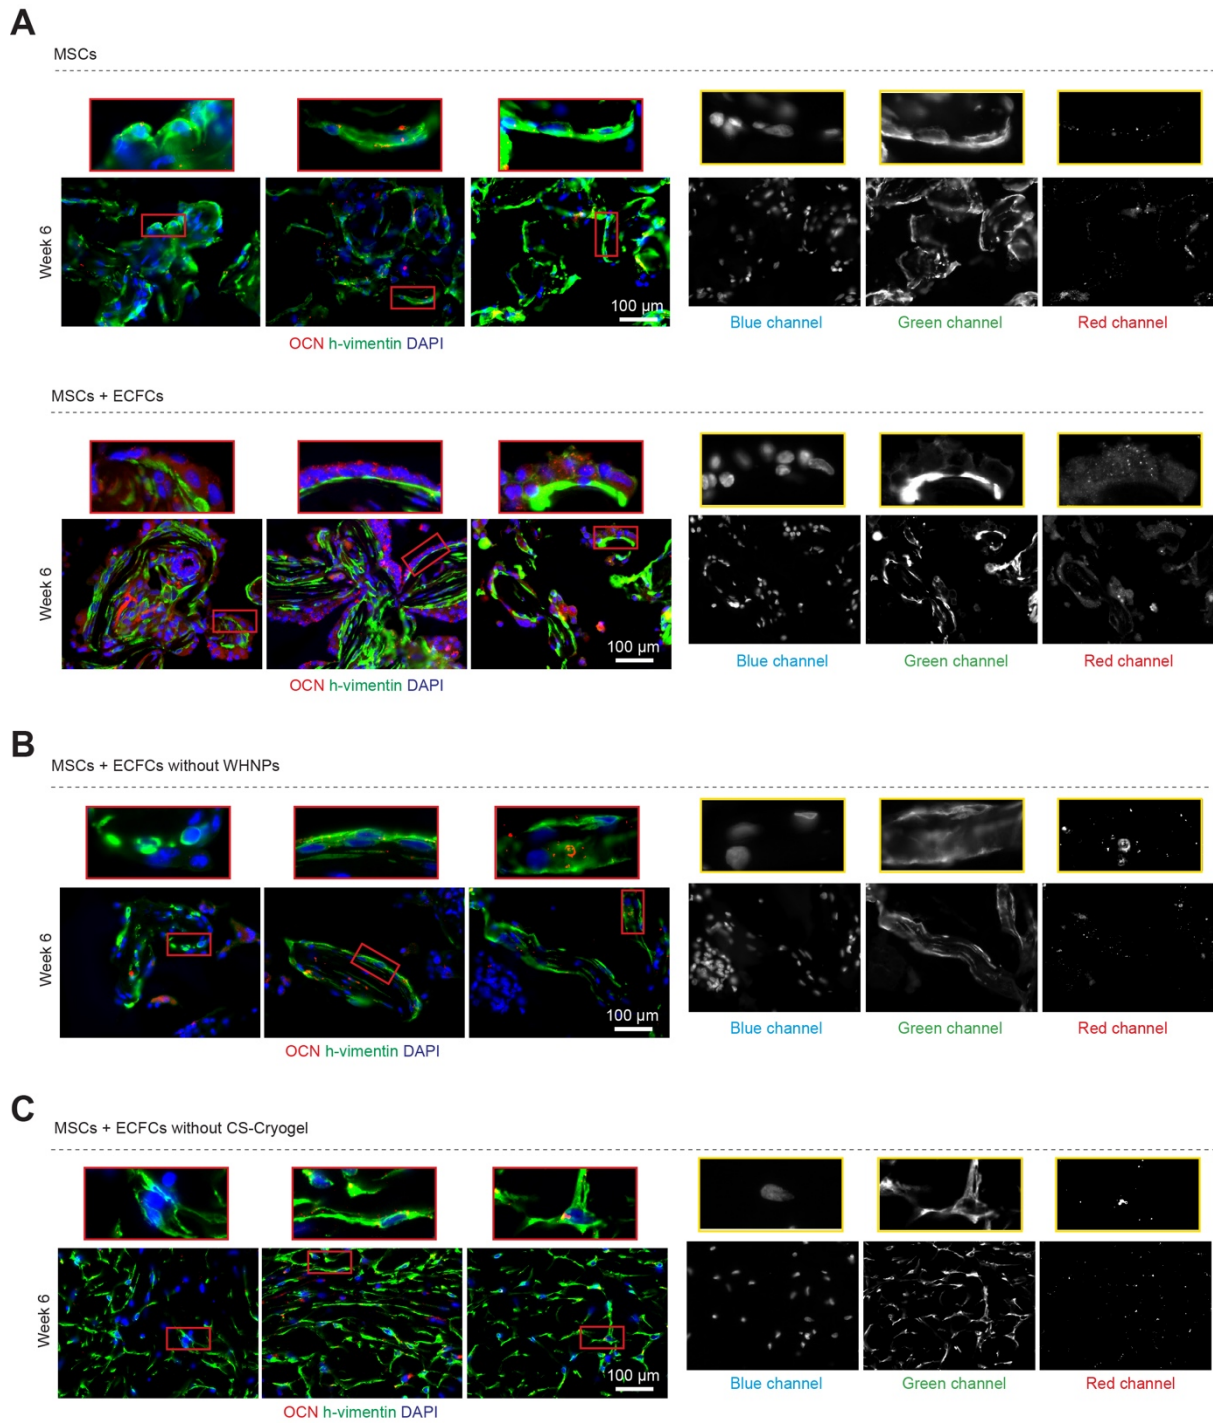 A
MSCs
Week 6
100 µm
OCN h-vimentin DAPI
Blue channel
Green channel
Red channel
MSCs + ECFCs
Week 6
100 µm
OCN h-vimentin DAPI
Blue channel
Green channel
Red channel
B
MSCs + ECFCs without WHNPs
Week 6
100 µm
OCN h-vimentin DAPI
Blue channel
Green channel
Red channel
C
MSCs + ECFCs without CS-Cryogel
Week 6
100 µm
OCN h-vimentin DAPI
Blue channel
Green channel
Red channel